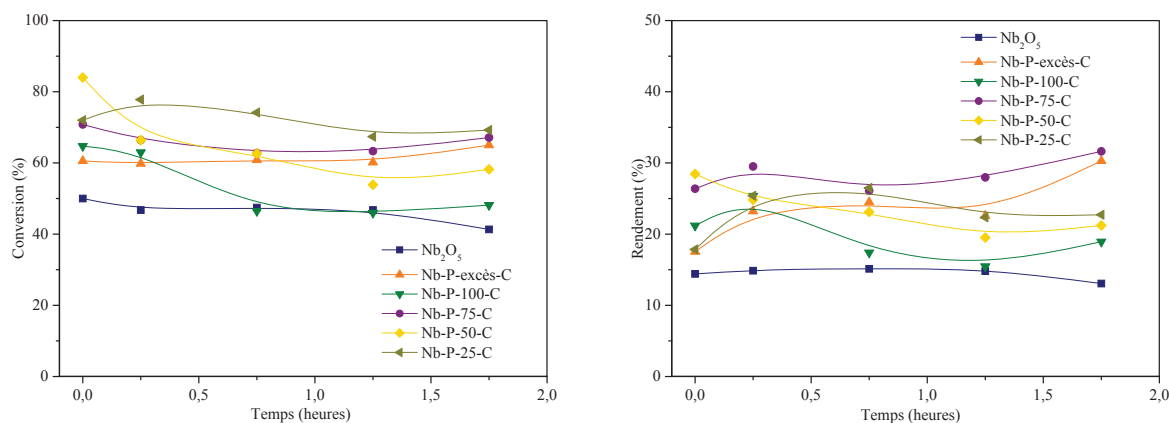 100
80
60
40
20
0
Conversion (%)
0,0
0,5
1,0
1,5
2,0
Temps (heures)
Nb₂O₅
Nb-P-excès-C
Nb-P-100-C
Nb-P-75-C
Nb-P-50-C
Nb-P-25-C
50
40
30
20
10
0
Rendement (%)
0,0
0,5
1,0
1,5
2,0
Temps (heures)
Nb₂O₅
Nb-P-excès-C
Nb-P-100-C
Nb-P-75-C
Nb-P-50-C
Nb-P-25-C